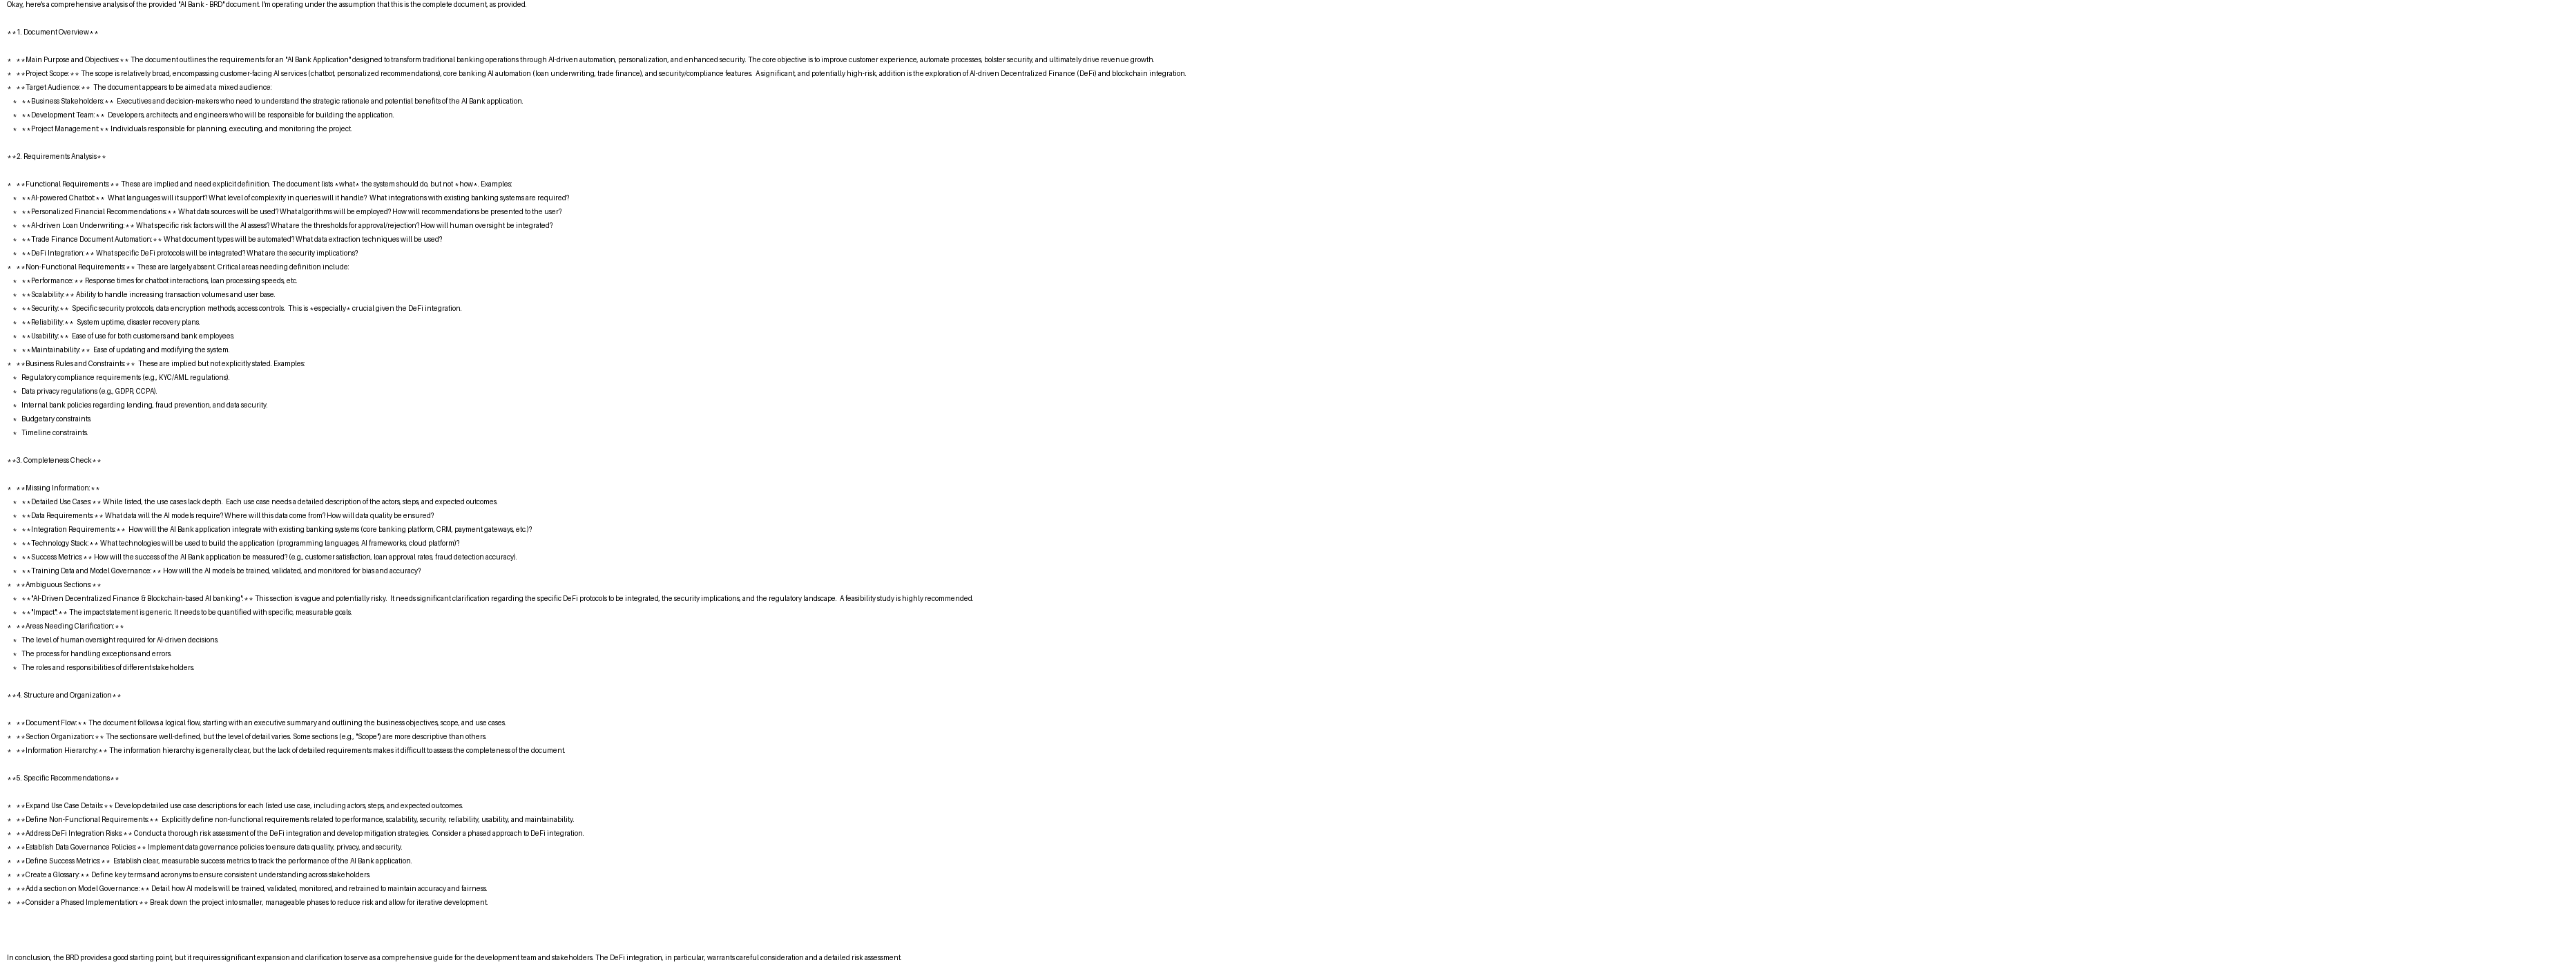 Okay, here's a comprehensive analysis of the provided "AI Bank - BRD" document. I'm operating under the assumption that this is the complete document, as provided.
**1. Document Overview**
* **Main Purpose and Objectives:** The document outlines the requirements for an "AI Bank Application" designed to transform traditional banking operations through AI-driven automation, personalization, and enhanced security. The core objective is to improve customer experience, automate processes, bolster security, and ultimately drive revenue growth.
* **Project Scope:** The scope is relatively broad, encompassing customer-facing AI services (chatbot, personalized recommendations), core banking AI automation (loan underwriting, trade finance), and security/compliance features. A significant, and potentially high-risk, addition is the exploration of AI-driven Decentralized Finance (DeFi) and blockchain integration.
* **Target Audience:** The document appears to be aimed at a mixed audience:
* **Business Stakeholders:** Executives and decision-makers who need to understand the strategic rationale and potential benefits of the AI Bank application.
* **Development Team:** Developers, architects, and engineers who will be responsible for building the application.
* **Project Management:** Individuals responsible for planning, executing, and monitoring the project.
**2. Requirements Analysis**
* **Functional Requirements:** These are implied and need explicit definition. The document lists *what* the system should do, but not *how*. Examples:
* **AI-powered Chatbot:** What languages will it support? What level of complexity in queries will it handle? What integrations with existing banking systems are required?
* **Personalized Financial Recommendations:** What data sources will be used? What algorithms will be employed? How will recommendations be presented to the user?
* **AI-driven Loan Underwriting:** What specific risk factors will the AI assess? What are the thresholds for approval/rejection? How will human oversight be integrated?
* **Trade Finance Document Automation:** What document types will be automated? What data extraction techniques will be used?
* **DeFi Integration:** What specific DeFi protocols will be integrated? What are the security implications?
* **Non-Functional Requirements:** These are largely absent. Critical areas needing definition include:
* **Performance:** Response times for chatbot interactions, loan processing speeds, etc.
* **Scalability:** Ability to handle increasing transaction volumes and user base.
* **Security:** Specific security protocols, data encryption methods, access controls. This is *especially* crucial given the DeFi integration.
* **Reliability:** System uptime, disaster recovery plans.
* **Usability:** Ease of use for both customers and bank employees.
* **Maintainability:** Ease of updating and modifying the system.
* **Business Rules and Constraints:** These are implied but not explicitly stated. Examples:
* Regulatory compliance requirements (e.g., KYC/AML regulations).
* Data privacy regulations (e.g., GDPR, CCPA).
* Internal bank policies regarding lending, fraud prevention, and data security.
* Budgetary constraints.
* Timeline constraints.
**3. Completeness Check**
* **Missing Information:**
* **Detailed Use Cases:** While listed, the use cases lack depth. Each use case needs a detailed description of the actors, steps, and expected outcomes.
* **Data Requirements:** What data will the AI models require? Where will this data come from? How will data quality be ensured?
* **Integration Requirements:** How will the AI Bank application integrate with existing banking systems (core banking platform, CRM, payment gateways, etc.)?
* **Technology Stack:** What technologies will be used to build the application (programming languages, AI frameworks, cloud platform)?
* **Success Metrics:** How will the success of the AI Bank application be measured? (e.g., customer satisfaction, loan approval rates, fraud detection accuracy).
* **Training Data and Model Governance:** How will the AI models be trained, validated, and monitored for bias and accuracy?
* **Ambiguous Sections:**
* **"AI-Driven Decentralized Finance & Blockchain-based AI banking":** This section is vague and potentially risky. It needs significant clarification regarding the specific DeFi protocols to be integrated, the security implications, and the regulatory landscape. A feasibility study is highly recommended.
* **"Impact":** The impact statement is generic. It needs to be quantified with specific, measurable goals.
* **Areas Needing Clarification:**
* The level of human oversight required for AI-driven decisions.
* The process for handling exceptions and errors.
* The roles and responsibilities of different stakeholders.
**4. Structure and Organization**
* **Document Flow:** The document follows a logical flow, starting with an executive summary and outlining the business objectives, scope, and use cases.
* **Section Organization:** The sections are well-defined, but the level of detail varies. Some sections (e.g., "Scope") are more descriptive than others.
* **Information Hierarchy:** The information hierarchy is generally clear, but the lack of detailed requirements makes it difficult to assess the completeness of the document.
**5. Specific Recommendations**
* **Expand Use Case Details:** Develop detailed use case descriptions for each listed use case, including actors, steps, and expected outcomes.
* **Define Non-Functional Requirements:** Explicitly define non-functional requirements related to performance, scalability, security, reliability, usability, and maintainability.
* **Address DeFi Integration Risks:** Conduct a thorough risk assessment of the DeFi integration and develop mitigation strategies. Consider a phased approach to DeFi integration.
* **Establish Data Governance Policies:** Implement data governance policies to ensure data quality, privacy, and security.
* **Define Success Metrics:** Establish clear, measurable success metrics to track the performance of the AI Bank application.
* **Create a Glossary:** Define key terms and acronyms to ensure consistent understanding across stakeholders.
* **Add a section on Model Governance:** Detail how AI models will be trained, validated, monitored, and retrained to maintain accuracy and fairness.
* **Consider a Phased Implementation:** Break down the project into smaller, manageable phases to reduce risk and allow for iterative development.
In conclusion, the BRD provides a good starting point, but it requires significant expansion and clarification to serve as a comprehensive guide for the development team and stakeholders. The DeFi integration, in particular, warrants careful consideration and a detailed risk assessment.